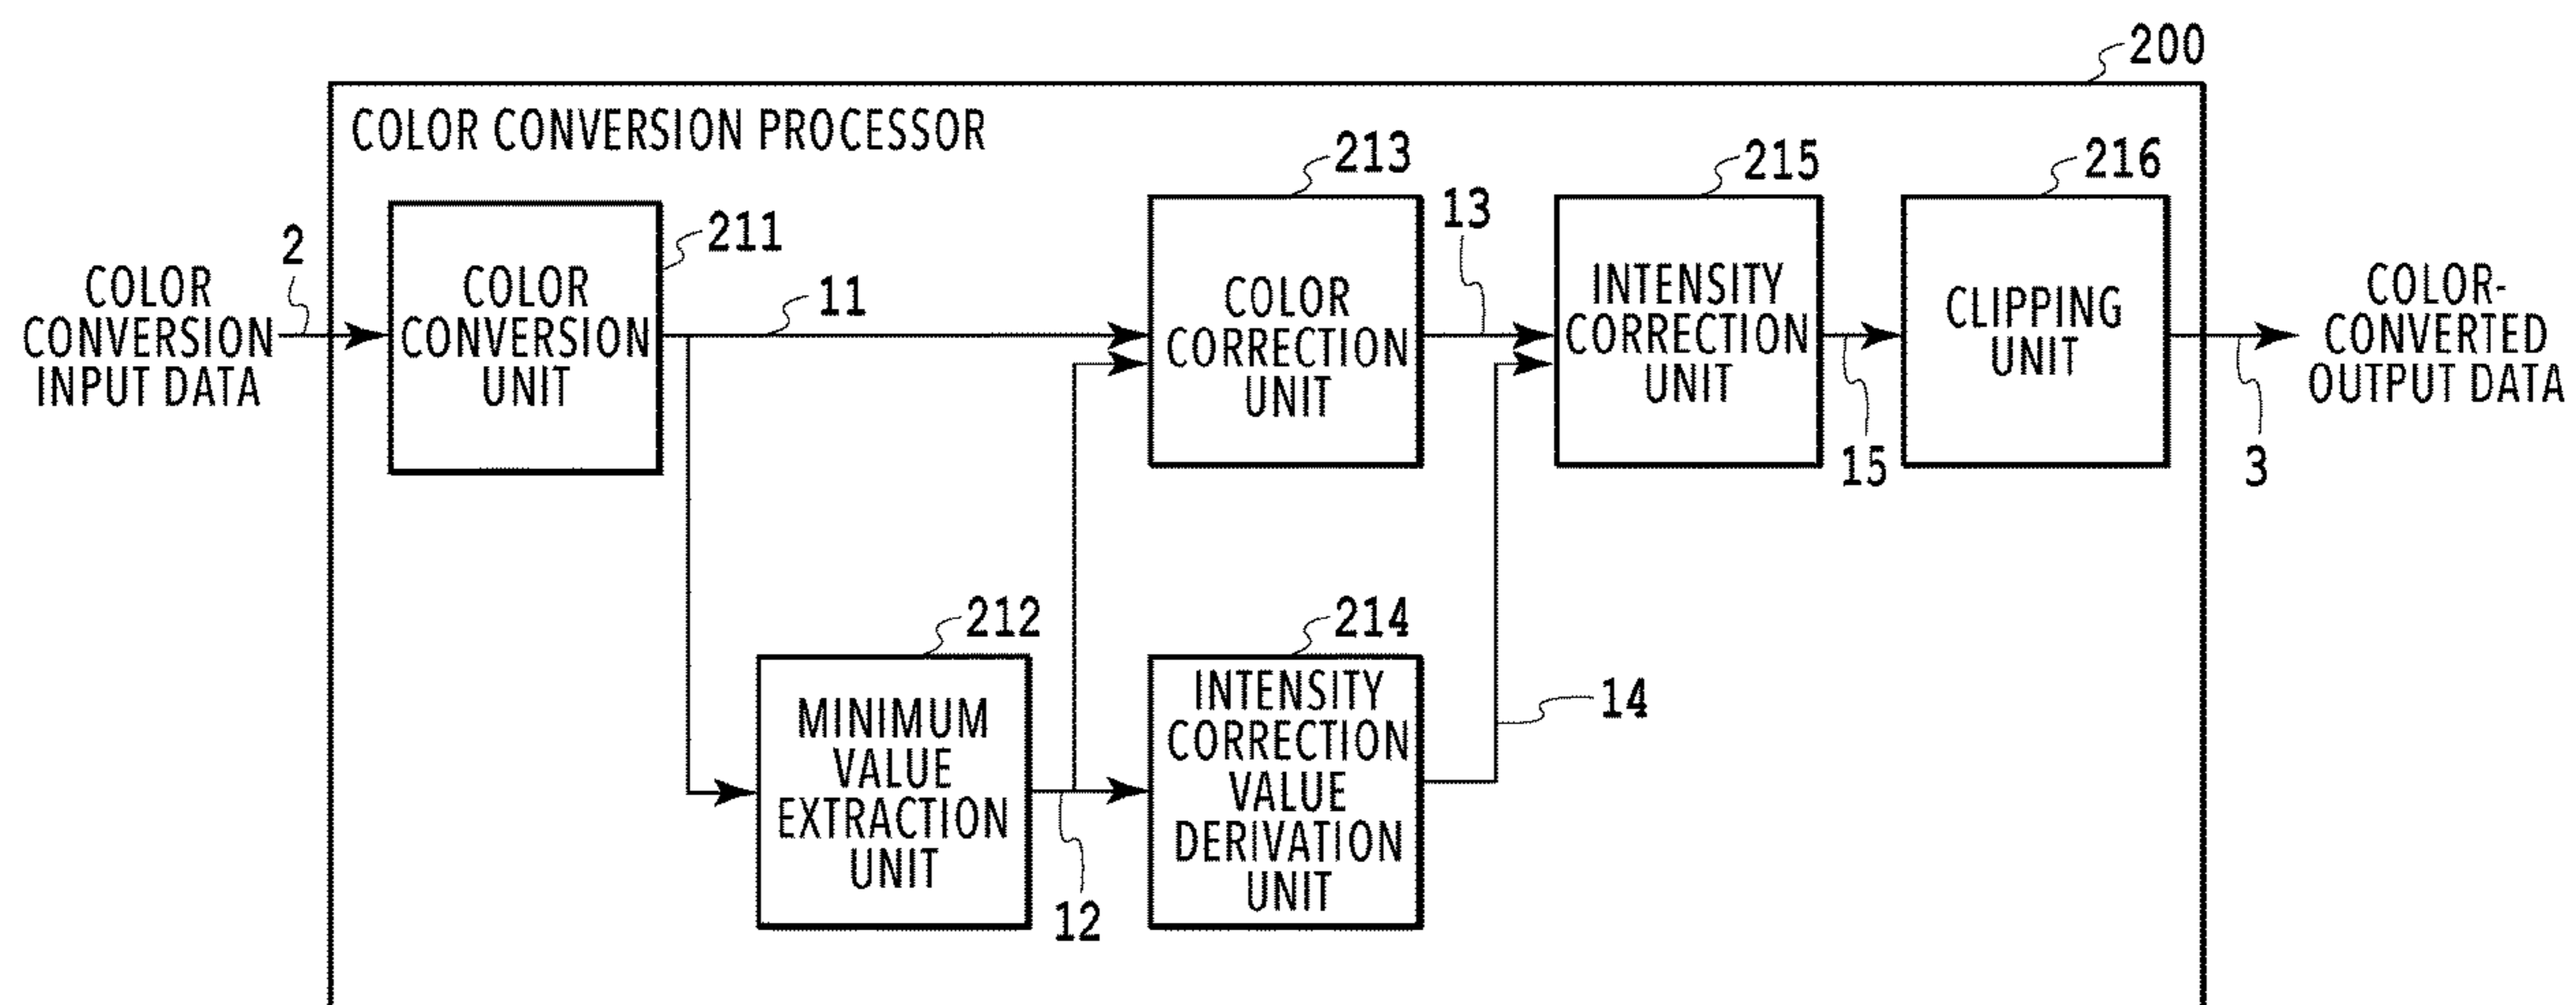 200
COLOR CONVERSION PROCESSOR
213
215
216
2
211
11
13
COLOR
CONVERSION
INPUT DATA
COLOR
CONVERSION
UNIT
COLOR
CORRECTION
UNIT
INTENSITY
CORRECTION
UNIT
CLIPPING
UNIT
COLOR-
CONVERTED
OUTPUT DATA
15
3
212
214
MINIMUM
VALUE
EXTRACTION
UNIT
INTENSITY
CORRECTION
VALUE
DERIVATION
UNIT
14
12